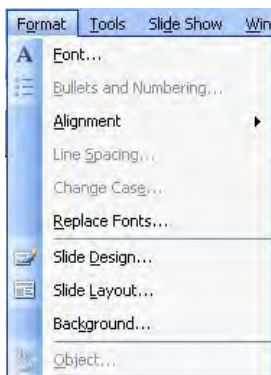 Format Tools Slide Show Win
Font...
Bullets and Numbering...
Alignment
Line Spacing...
Change Case...
Replace Fonts...
Slide Design...
Slide Layout...
Background...
Object...